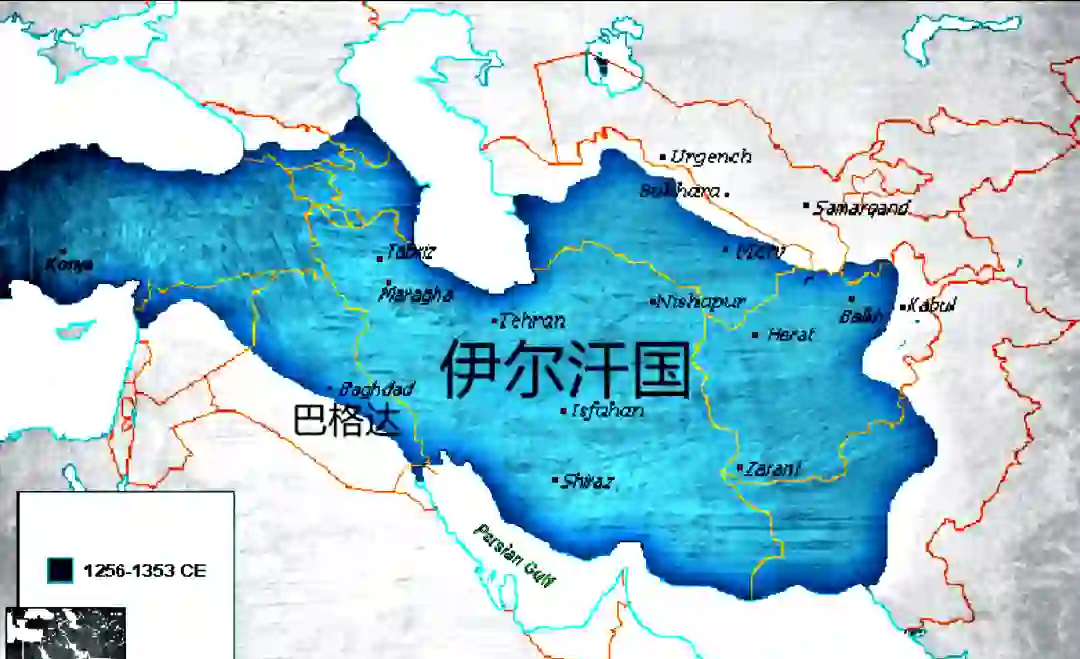 Urgench
Bukhara
Samarqand
Konya
Tabriz
Merv
Maragha
Nishapur
Balkh
Kabul
Tehran
Herat
伊尔汗国
Baghdad
巴格达
Isfahan
Zaranj
Shiraz
Persian Gulf
1256-1353 CE